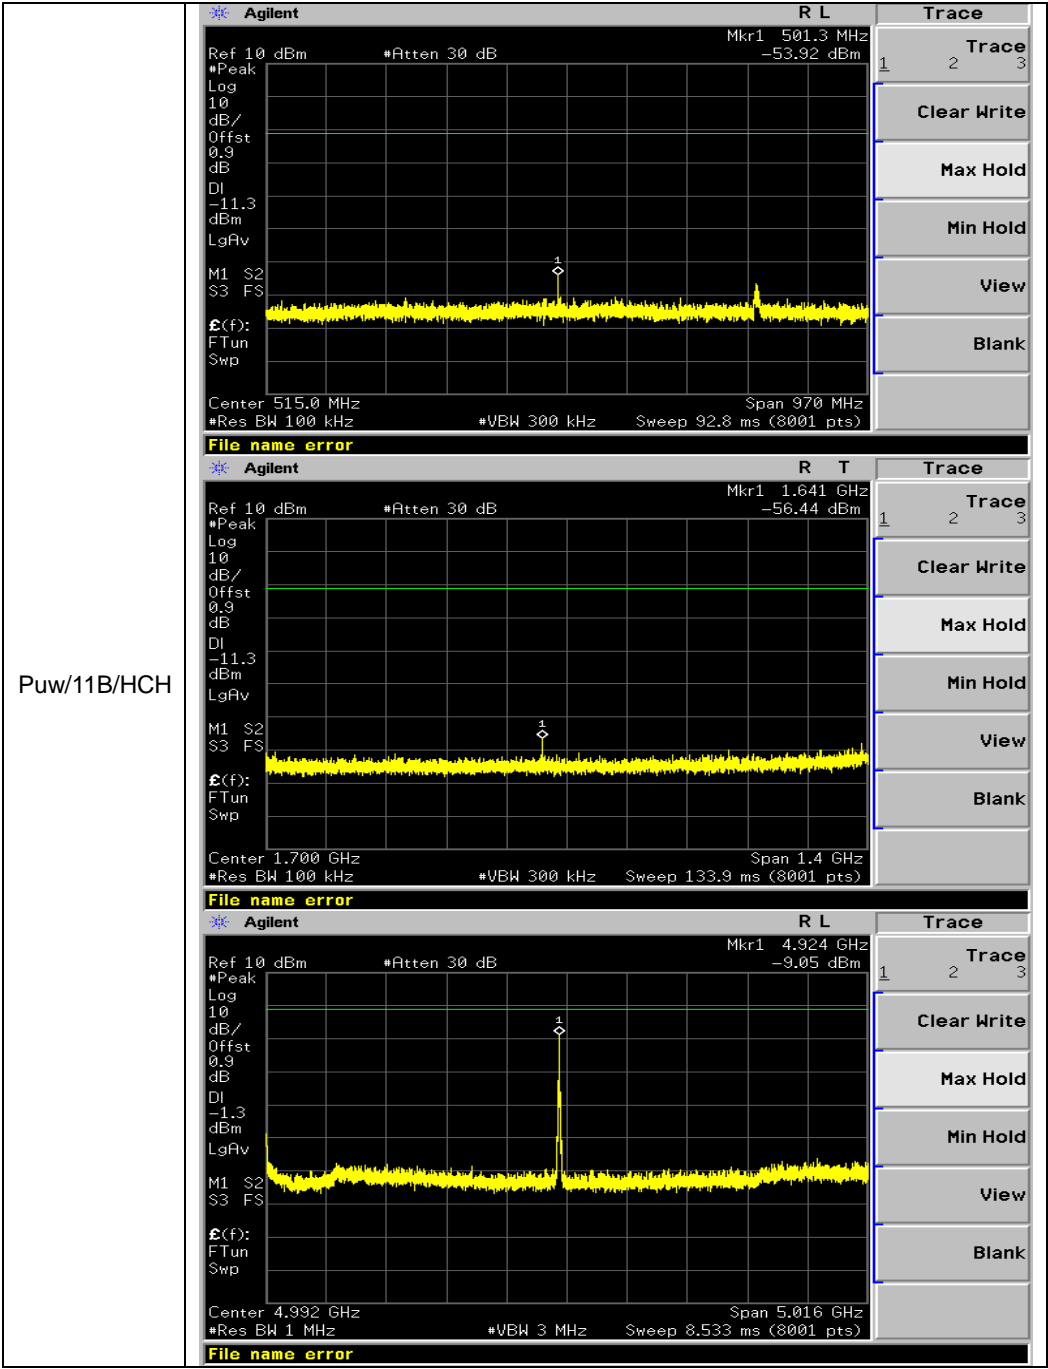 Puw/11B/HCH
Agilent R L Trace
Mkr1 501.3 MHz
Ref 10 dBm #Atten 30 dB -53.92 dBm
#Peak
Log
10
dB/
Offst
0.9
dB
DI
-11.3
dBm
LgAv
M1 S2
S3 FS
£(f):
FTun
Swp
1
Center 515.0 MHz Span 970 MHz
#Res BW 100 kHz #VBW 300 kHz Sweep 92.8 ms (8001 pts)
File name error
Trace
1 2 3
Clear Write
Max Hold
Min Hold
View
Blank
Agilent R T Trace
Mkr1 1.641 GHz
Ref 10 dBm #Atten 30 dB -56.44 dBm
#Peak
Log
10
dB/
Offst
0.9
dB
DI
-11.3
dBm
LgAv
M1 S2
S3 FS
£(f):
FTun
Swp
1
Center 1.700 GHz Span 1.4 GHz
#Res BW 100 kHz #VBW 300 kHz Sweep 133.9 ms (8001 pts)
File name error
Trace
1 2 3
Clear Write
Max Hold
Min Hold
View
Blank
Agilent R L Trace
Mkr1 4.924 GHz
Ref 10 dBm #Atten 30 dB -9.05 dBm
#Peak
Log
10
dB/
Offst
0.9
dB
DI
-1.3
dBm
LgAv
M1 S2
S3 FS
£(f):
FTun
Swp
1
Center 4.992 GHz Span 5.016 GHz
#Res BW 1 MHz #VBW 3 MHz Sweep 8.533 ms (8001 pts)
File name error
Trace
1 2 3
Clear Write
Max Hold
Min Hold
View
Blank